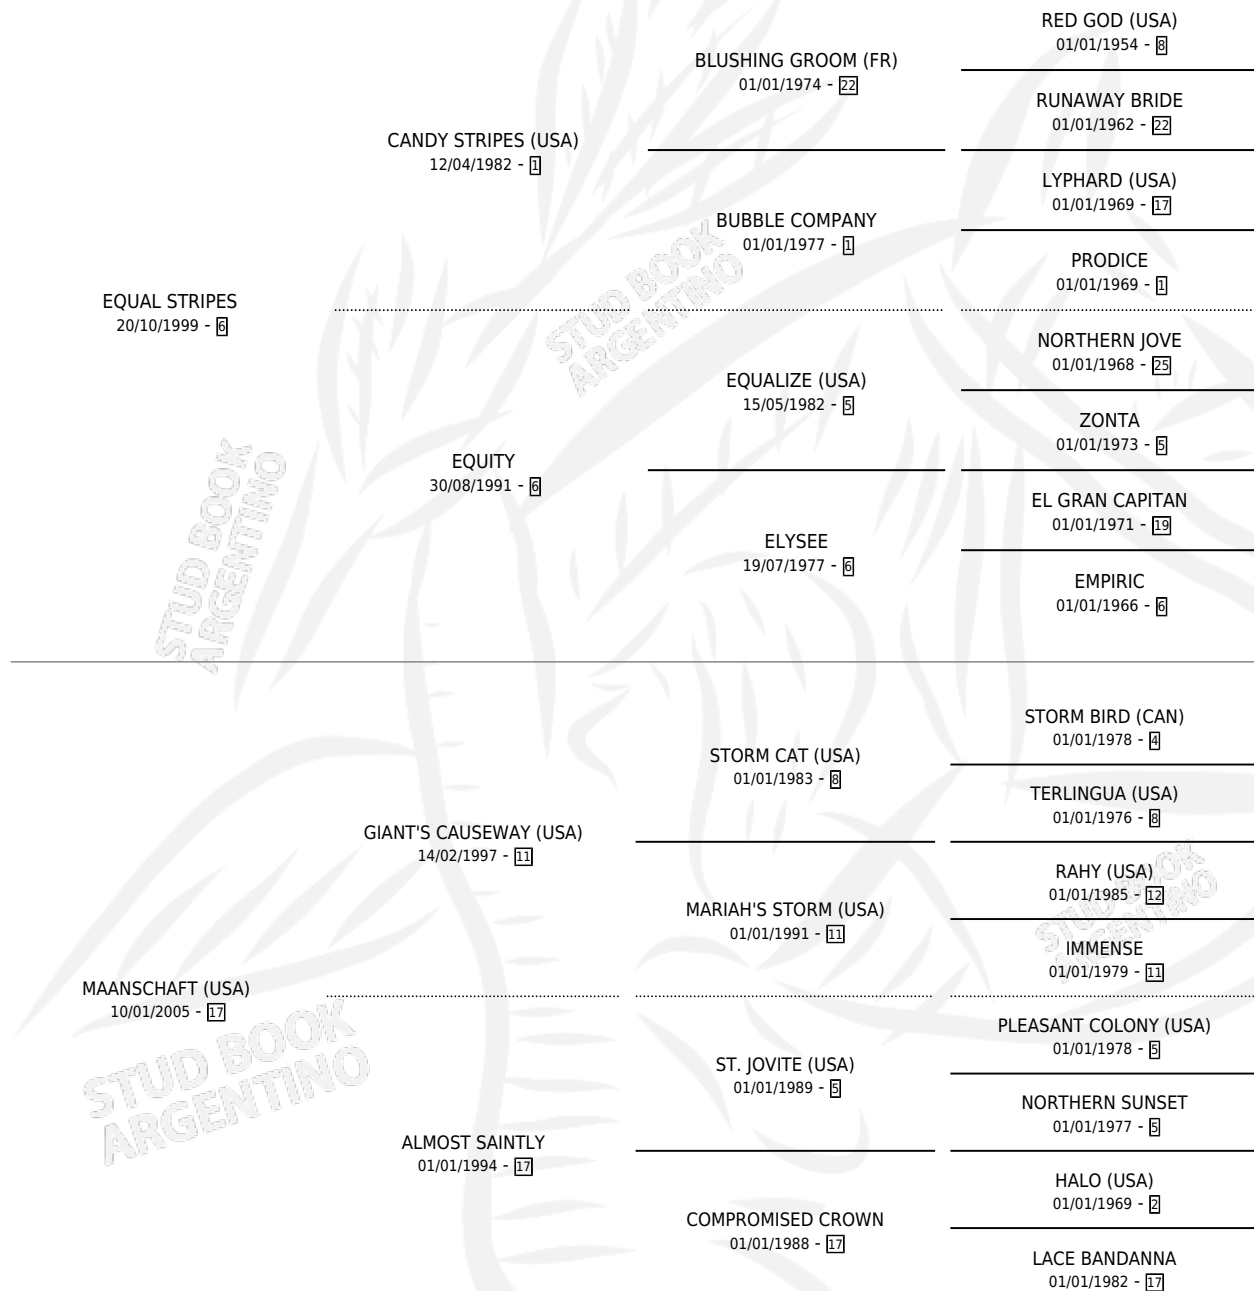 RED GOD (USA)
01/01/1954 - 8
BLUSHING GROOM (FR)
01/01/1974 - 22
RUNAWAY BRIDE
01/01/1962 - 22
CANDY STRIPES (USA)
12/04/1982 - 1
LYPHARD (USA)
01/01/1969 - 17
BUBBLE COMPANY
01/01/1977 - 1
PRODICE
01/01/1969 - 1
EQUAL STRIPES
20/10/1999 - 6
NORTHERN JOVE
01/01/1968 - 25
EQUALIZE (USA)
15/05/1982 - 5
ZONTA
01/01/1973 - 5
EQUITY
30/08/1991 - 6
EL GRAN CAPITAN
01/01/1971 - 19
ELYSEE
19/07/1977 - 6
EMPIRIC
01/01/1966 - 6
STORM BIRD (CAN)
01/01/1978 - 4
STORM CAT (USA)
01/01/1983 - 8
TERLINGUA (USA)
01/01/1976 - 8
GIANT'S CAUSEWAY (USA)
14/02/1997 - 11
RAHY (USA)
01/01/1985 - 12
MARIAH'S STORM (USA)
01/01/1991 - 11
IMMENSE
01/01/1979 - 11
MAANSCHAFT (USA)
10/01/2005 - 17
PLEASANT COLONY (USA)
01/01/1978 - 5
ST. JOVITE (USA)
01/01/1989 - 5
NORTHERN SUNSET
01/01/1977 - 5
ALMOST SAINTLY
01/01/1994 - 17
HALO (USA)
01/01/1969 - 2
COMPROMISED CROWN
01/01/1988 - 17
LACE BANDANNA
01/01/1982 - 17
STUD BOOK
ARGENTINO
STUD BOOK
ARGENTINO
STUD BOOK
ARGENTINO
STUD BOOK
ARGENTINO